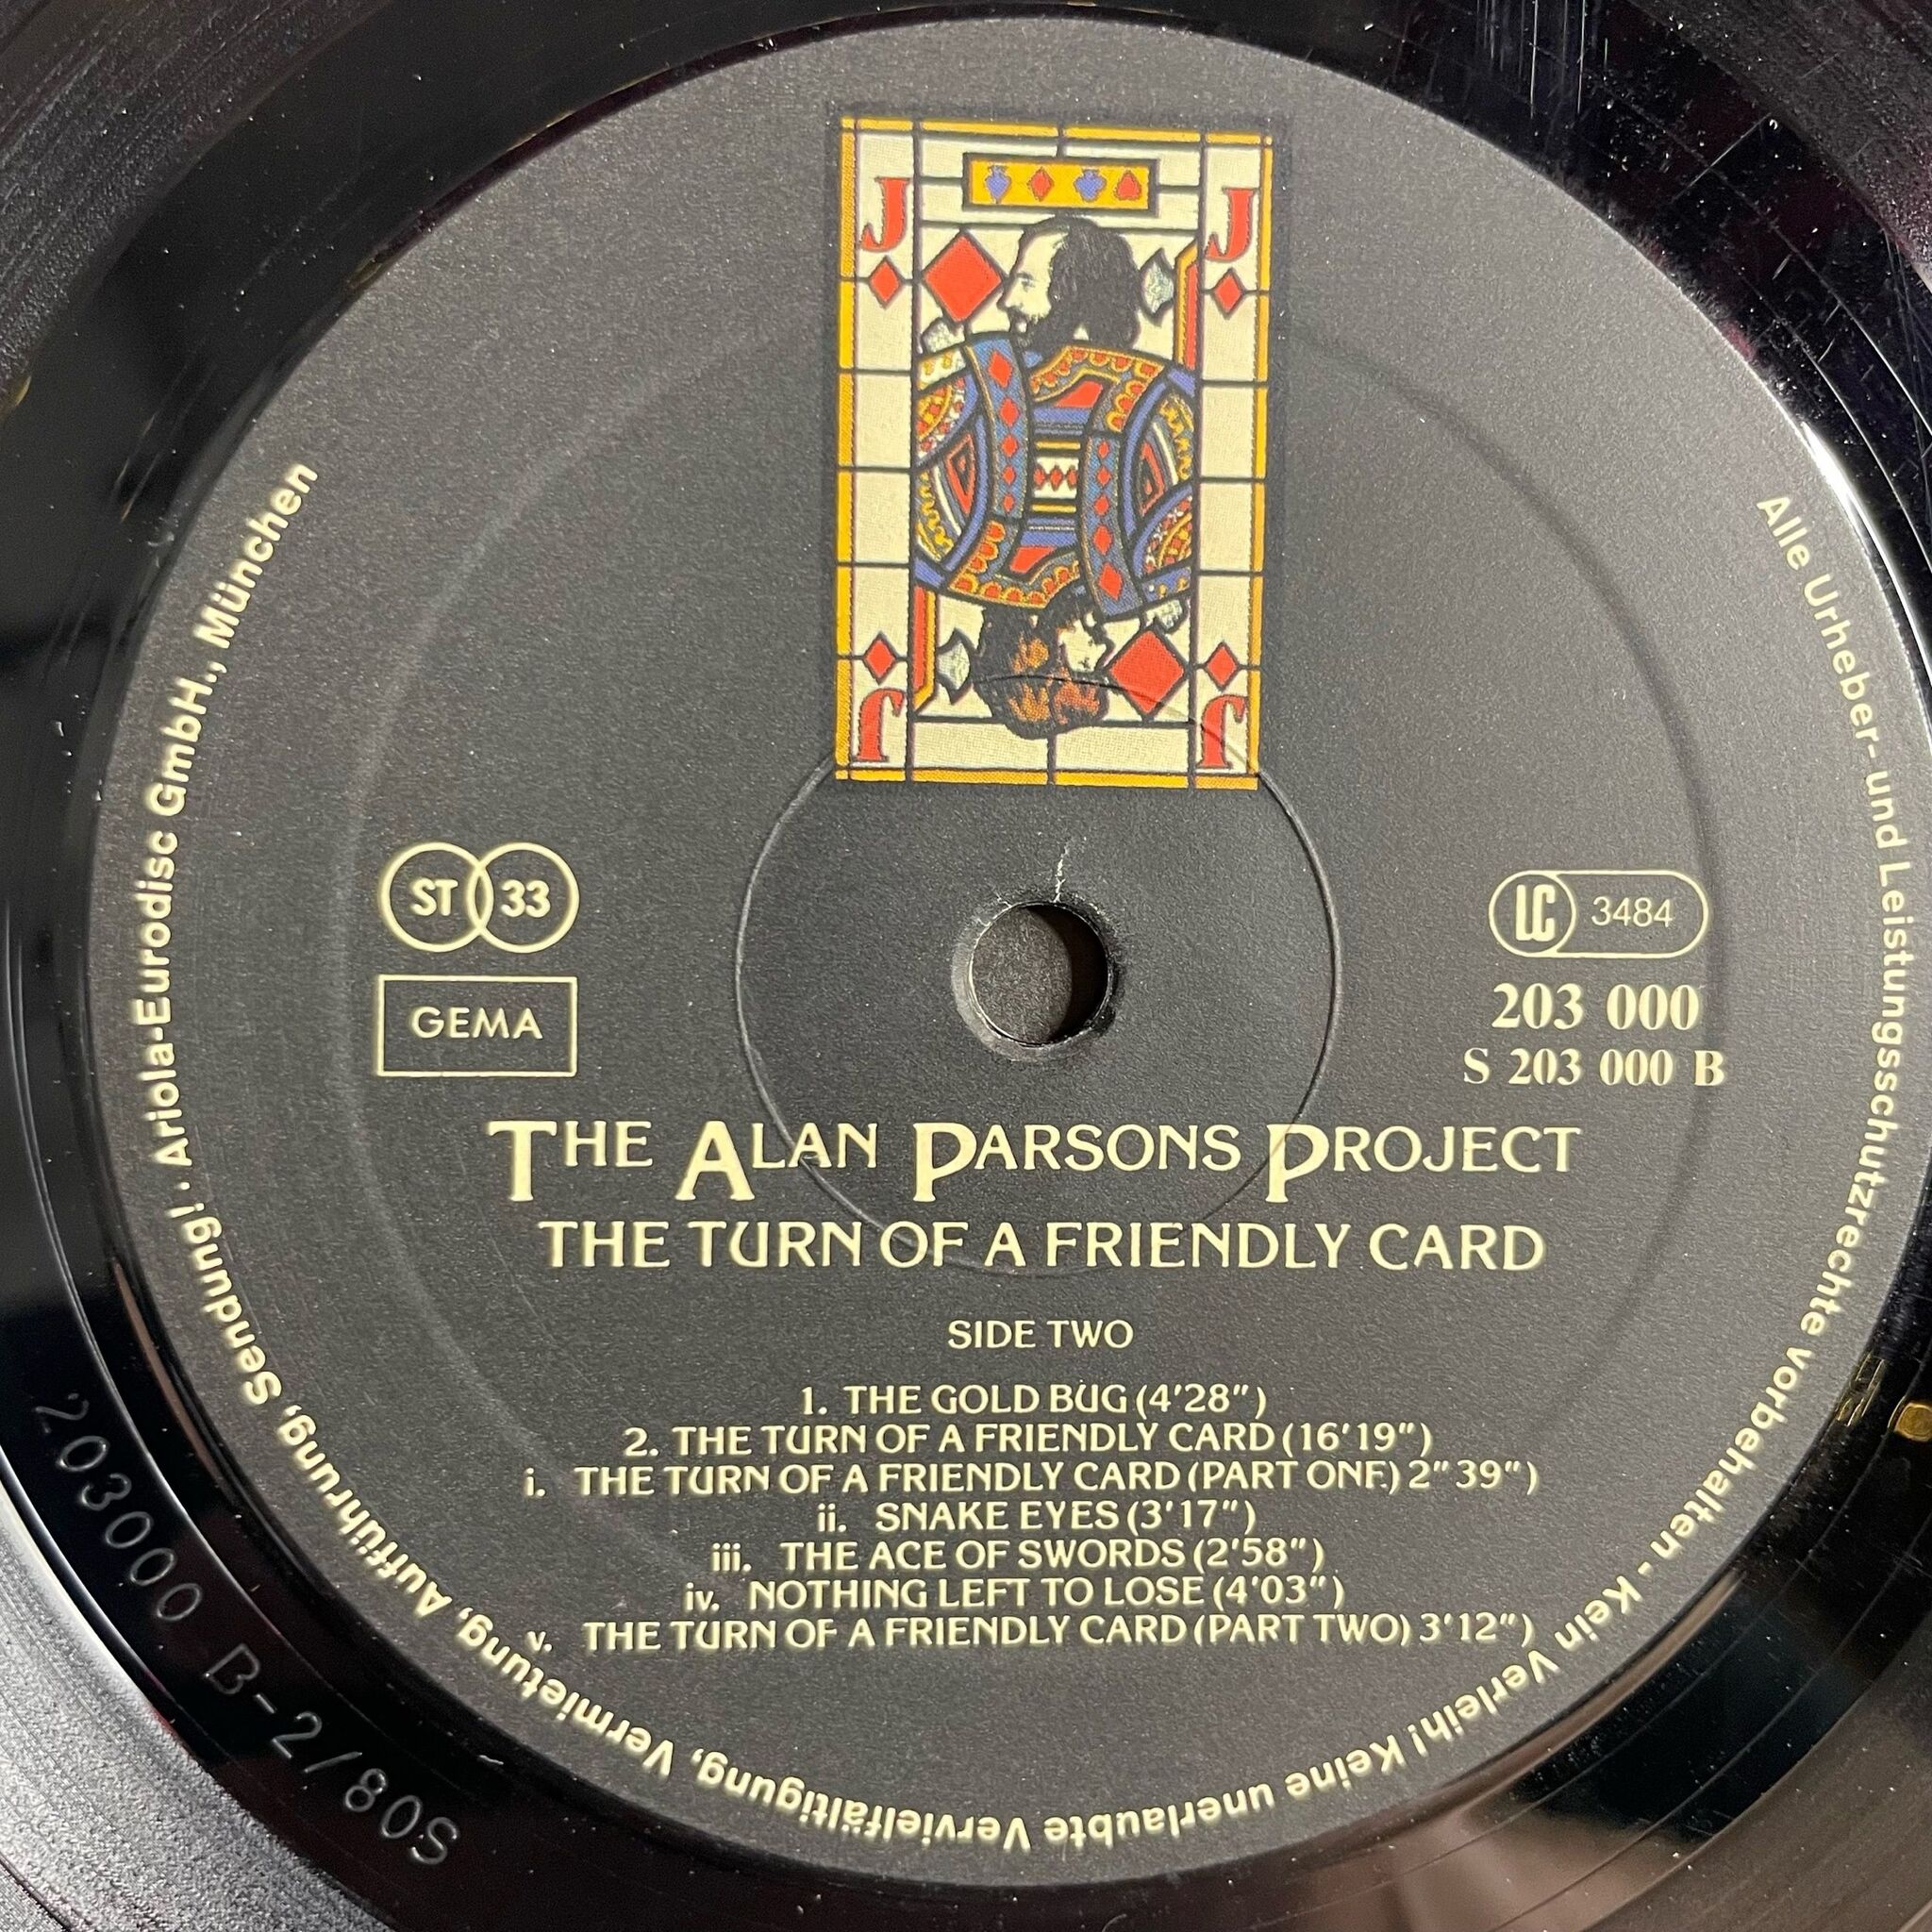 J J
J J
ST 33
GEMA
LC 3484
203 000
S 203 000 B
THE ALAN PARSONS PROJECT
THE TURN OF A FRIENDLY CARD
SIDE TWO
1. THE GOLD BUG (4'28")
2. THE TURN OF A FRIENDLY CARD (16'19")
i. THE TURN OF A FRIENDLY CARD (PART ONE) 2" 39")
ii. SNAKE EYES (3'17")
iii. THE ACE OF SWORDS (2'58")
iv. NOTHING LEFT TO LOSE (4'03")
v. THE TURN OF A FRIENDLY CARD (PART TWO) 3'12")
Alle Urheber- und Leistungsschutzrechte vorbehalten - Kein Verleih! Keine unerlaubte Vervielfältigung, Vermietung, Aufführung, Sendung! · Ariola-Eurodisc GmbH., München
203000 B-2/80S